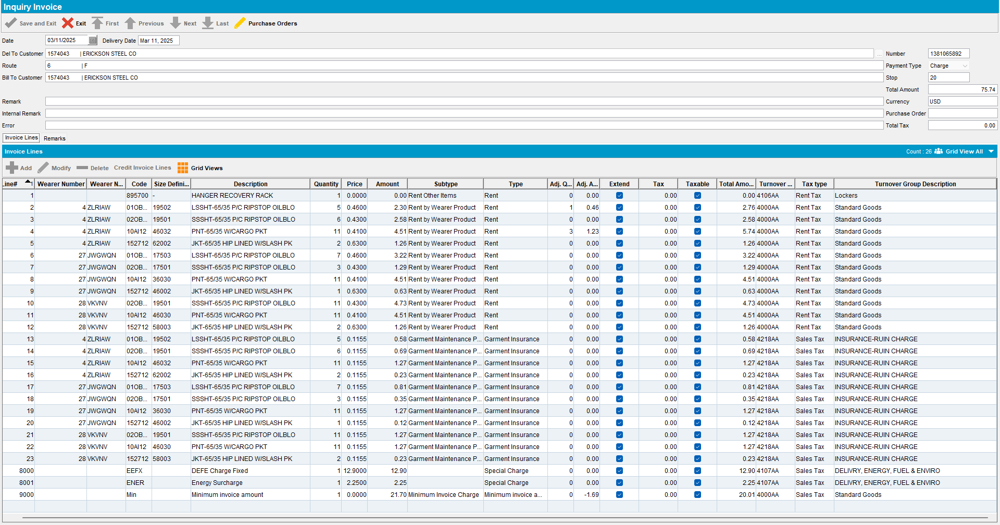 Inquiry Invoice
Save and Exit Exit First Previous Next Last Purchase Orders
Date 03/11/2025 16 Delivery Date Mar 11, 2025
Del To Customer 1574043 | ERICKSON STEEL CO ... Number 1381065892
Route 6 | F Payment Type Charge
Bill To Customer 1574043 | ERICKSON STEEL CO Stop 20
Total Amount 75.74
Remark Currency USD
Internal Remark Purchase Order
Error Total Tax 0.00
Invoice Lines Remarks
Invoice Lines Count : 26 Grid View All
Add Modify Delete Credit Invoice Lines Grid Views
Line# 1 Wearer Number Wearer N... Code Size Defini... Description Quantity Price Amount Subtype Type Adj. Q... Adj. A... Extend Tax Taxable Total Amo... Turnover ... Tax type Turnover Group Description
1 895700 - HANGER RECOVERY RACK 1 0.0000 0.00 Rent Other Items Rent 0 0.00 0.00 0.00 4106AA Rent Tax Lockers
2 4 ZLRIAW 01OB... 19502 LSSHT-65/35 P/C RIPSTOP OILBLO 5 0.4600 2.30 Rent by Wearer Product Rent 1 0.46 0.00 2.76 4000AA Rent Tax Standard Goods
3 4 ZLRIAW 02OB... 19501 SSSHT-65/35 P/C RIPSTOP OILBLO 6 0.4300 2.58 Rent by Wearer Product Rent 0 0.00 0.00 2.58 4000AA Rent Tax Standard Goods
4 4 ZLRIAW 10AI12 46032 PNT-65/35 W/CARGO PKT 11 0.4100 4.51 Rent by Wearer Product Rent 3 1.23 0.00 5.74 4000AA Rent Tax Standard Goods
5 4 ZLRIAW 152712 62002 JKT-65/35 HIP LINED W/SLASH PK 2 0.6300 1.26 Rent by Wearer Product Rent 0 0.00 0.00 1.26 4000AA Rent Tax Standard Goods
6 27 JWGWQN 01OB... 17503 LSSHT-65/35 P/C RIPSTOP OILBLO 7 0.4600 3.22 Rent by Wearer Product Rent 0 0.00 0.00 3.22 4000AA Rent Tax Standard Goods
7 27 JWGWQN 02OB... 17501 SSSHT-65/35 P/C RIPSTOP OILBLO 3 0.4300 1.29 Rent by Wearer Product Rent 0 0.00 0.00 1.29 4000AA Rent Tax Standard Goods
8 27 JWGWQN 10AI12 36030 PNT-65/35 W/CARGO PKT 11 0.4100 4.51 Rent by Wearer Product Rent 0 0.00 0.00 4.51 4000AA Rent Tax Standard Goods
9 27 JWGWQN 152712 46002 JKT-65/35 HIP LINED W/SLASH PK 1 0.6300 0.63 Rent by Wearer Product Rent 0 0.00 0.00 0.63 4000AA Rent Tax Standard Goods
10 28 VKVNV 02OB... 19501 SSSHT-65/35 P/C RIPSTOP OILBLO 11 0.4300 4.73 Rent by Wearer Product Rent 0 0.00 0.00 4.73 4000AA Rent Tax Standard Goods
11 28 VKVNV 10AI12 46030 PNT-65/35 W/CARGO PKT 11 0.4100 4.51 Rent by Wearer Product Rent 0 0.00 0.00 4.51 4000AA Rent Tax Standard Goods
12 28 VKVNV 152712 58003 JKT-65/35 HIP LINED W/SLASH PK 2 0.6300 1.26 Rent by Wearer Product Rent 0 0.00 0.00 1.26 4000AA Rent Tax Standard Goods
13 4 ZLRIAW 01OB... 19502 LSSHT-65/35 P/C RIPSTOP OILBLO 5 0.1155 0.58 Garment Maintenance P... Garment Insurance 0 0.00 0.00 0.58 4218AA Sales Tax INSURANCE-RUIN CHARGE
14 4 ZLRIAW 02OB... 19501 SSSHT-65/35 P/C RIPSTOP OILBLO 6 0.1155 0.69 Garment Maintenance P... Garment Insurance 0 0.00 0.00 0.69 4218AA Sales Tax INSURANCE-RUIN CHARGE
15 4 ZLRIAW 10AI12 46032 PNT-65/35 W/CARGO PKT 11 0.1155 1.27 Garment Maintenance P... Garment Insurance 0 0.00 0.00 1.27 4218AA Sales Tax INSURANCE-RUIN CHARGE
16 4 ZLRIAW 152712 62002 JKT-65/35 HIP LINED W/SLASH PK 2 0.1155 0.23 Garment Maintenance P... Garment Insurance 0 0.00 0.00 0.23 4218AA Sales Tax INSURANCE-RUIN CHARGE
17 27 JWGWQN 01OB... 17503 LSSHT-65/35 P/C RIPSTOP OILBLO 7 0.1155 0.81 Garment Maintenance P... Garment Insurance 0 0.00 0.00 0.81 4218AA Sales Tax INSURANCE-RUIN CHARGE
18 27 JWGWQN 02OB... 17501 SSSHT-65/35 P/C RIPSTOP OILBLO 3 0.1155 0.35 Garment Maintenance P... Garment Insurance 0 0.00 0.00 0.35 4218AA Sales Tax INSURANCE-RUIN CHARGE
19 27 JWGWQN 10AI12 36030 PNT-65/35 W/CARGO PKT 11 0.1155 1.27 Garment Maintenance P... Garment Insurance 0 0.00 0.00 1.27 4218AA Sales Tax INSURANCE-RUIN CHARGE
20 27 JWGWQN 152712 46002 JKT-65/35 HIP LINED W/SLASH PK 1 0.1155 0.12 Garment Maintenance P... Garment Insurance 0 0.00 0.00 0.12 4218AA Sales Tax INSURANCE-RUIN CHARGE
21 28 VKVNV 02OB... 19501 SSSHT-65/35 P/C RIPSTOP OILBLO 11 0.1155 1.27 Garment Maintenance P... Garment Insurance 0 0.00 0.00 1.27 4218AA Sales Tax INSURANCE-RUIN CHARGE
22 28 VKVNV 10AI12 46030 PNT-65/35 W/CARGO PKT 11 0.1155 1.27 Garment Maintenance P... Garment Insurance 0 0.00 0.00 1.27 4218AA Sales Tax INSURANCE-RUIN CHARGE
23 28 VKVNV 152712 58003 JKT-65/35 HIP LINED W/SLASH PK 2 0.1155 0.23 Garment Maintenance P... Garment Insurance 0 0.00 0.00 0.23 4218AA Sales Tax INSURANCE-RUIN CHARGE
8000 EEFX DEFE Charge Fixed 1 12.9000 12.90 Special Charge 0 0.00 0.00 12.90 4107AA Sales Tax DELIVRY, ENERGY, FUEL & ENVIRO
8001 ENER Energy Surcharge 1 2.2500 2.25 Special Charge 0 0.00 0.00 2.25 4107AA Sales Tax DELIVRY, ENERGY, FUEL & ENVIRO
9000 Min Minimum invoice amount 1 0.0000 21.70 Minimum Invoice Charge Minimum invoice a... 0 -1.69 0.00 20.01 4000AA Sales Tax Standard Goods